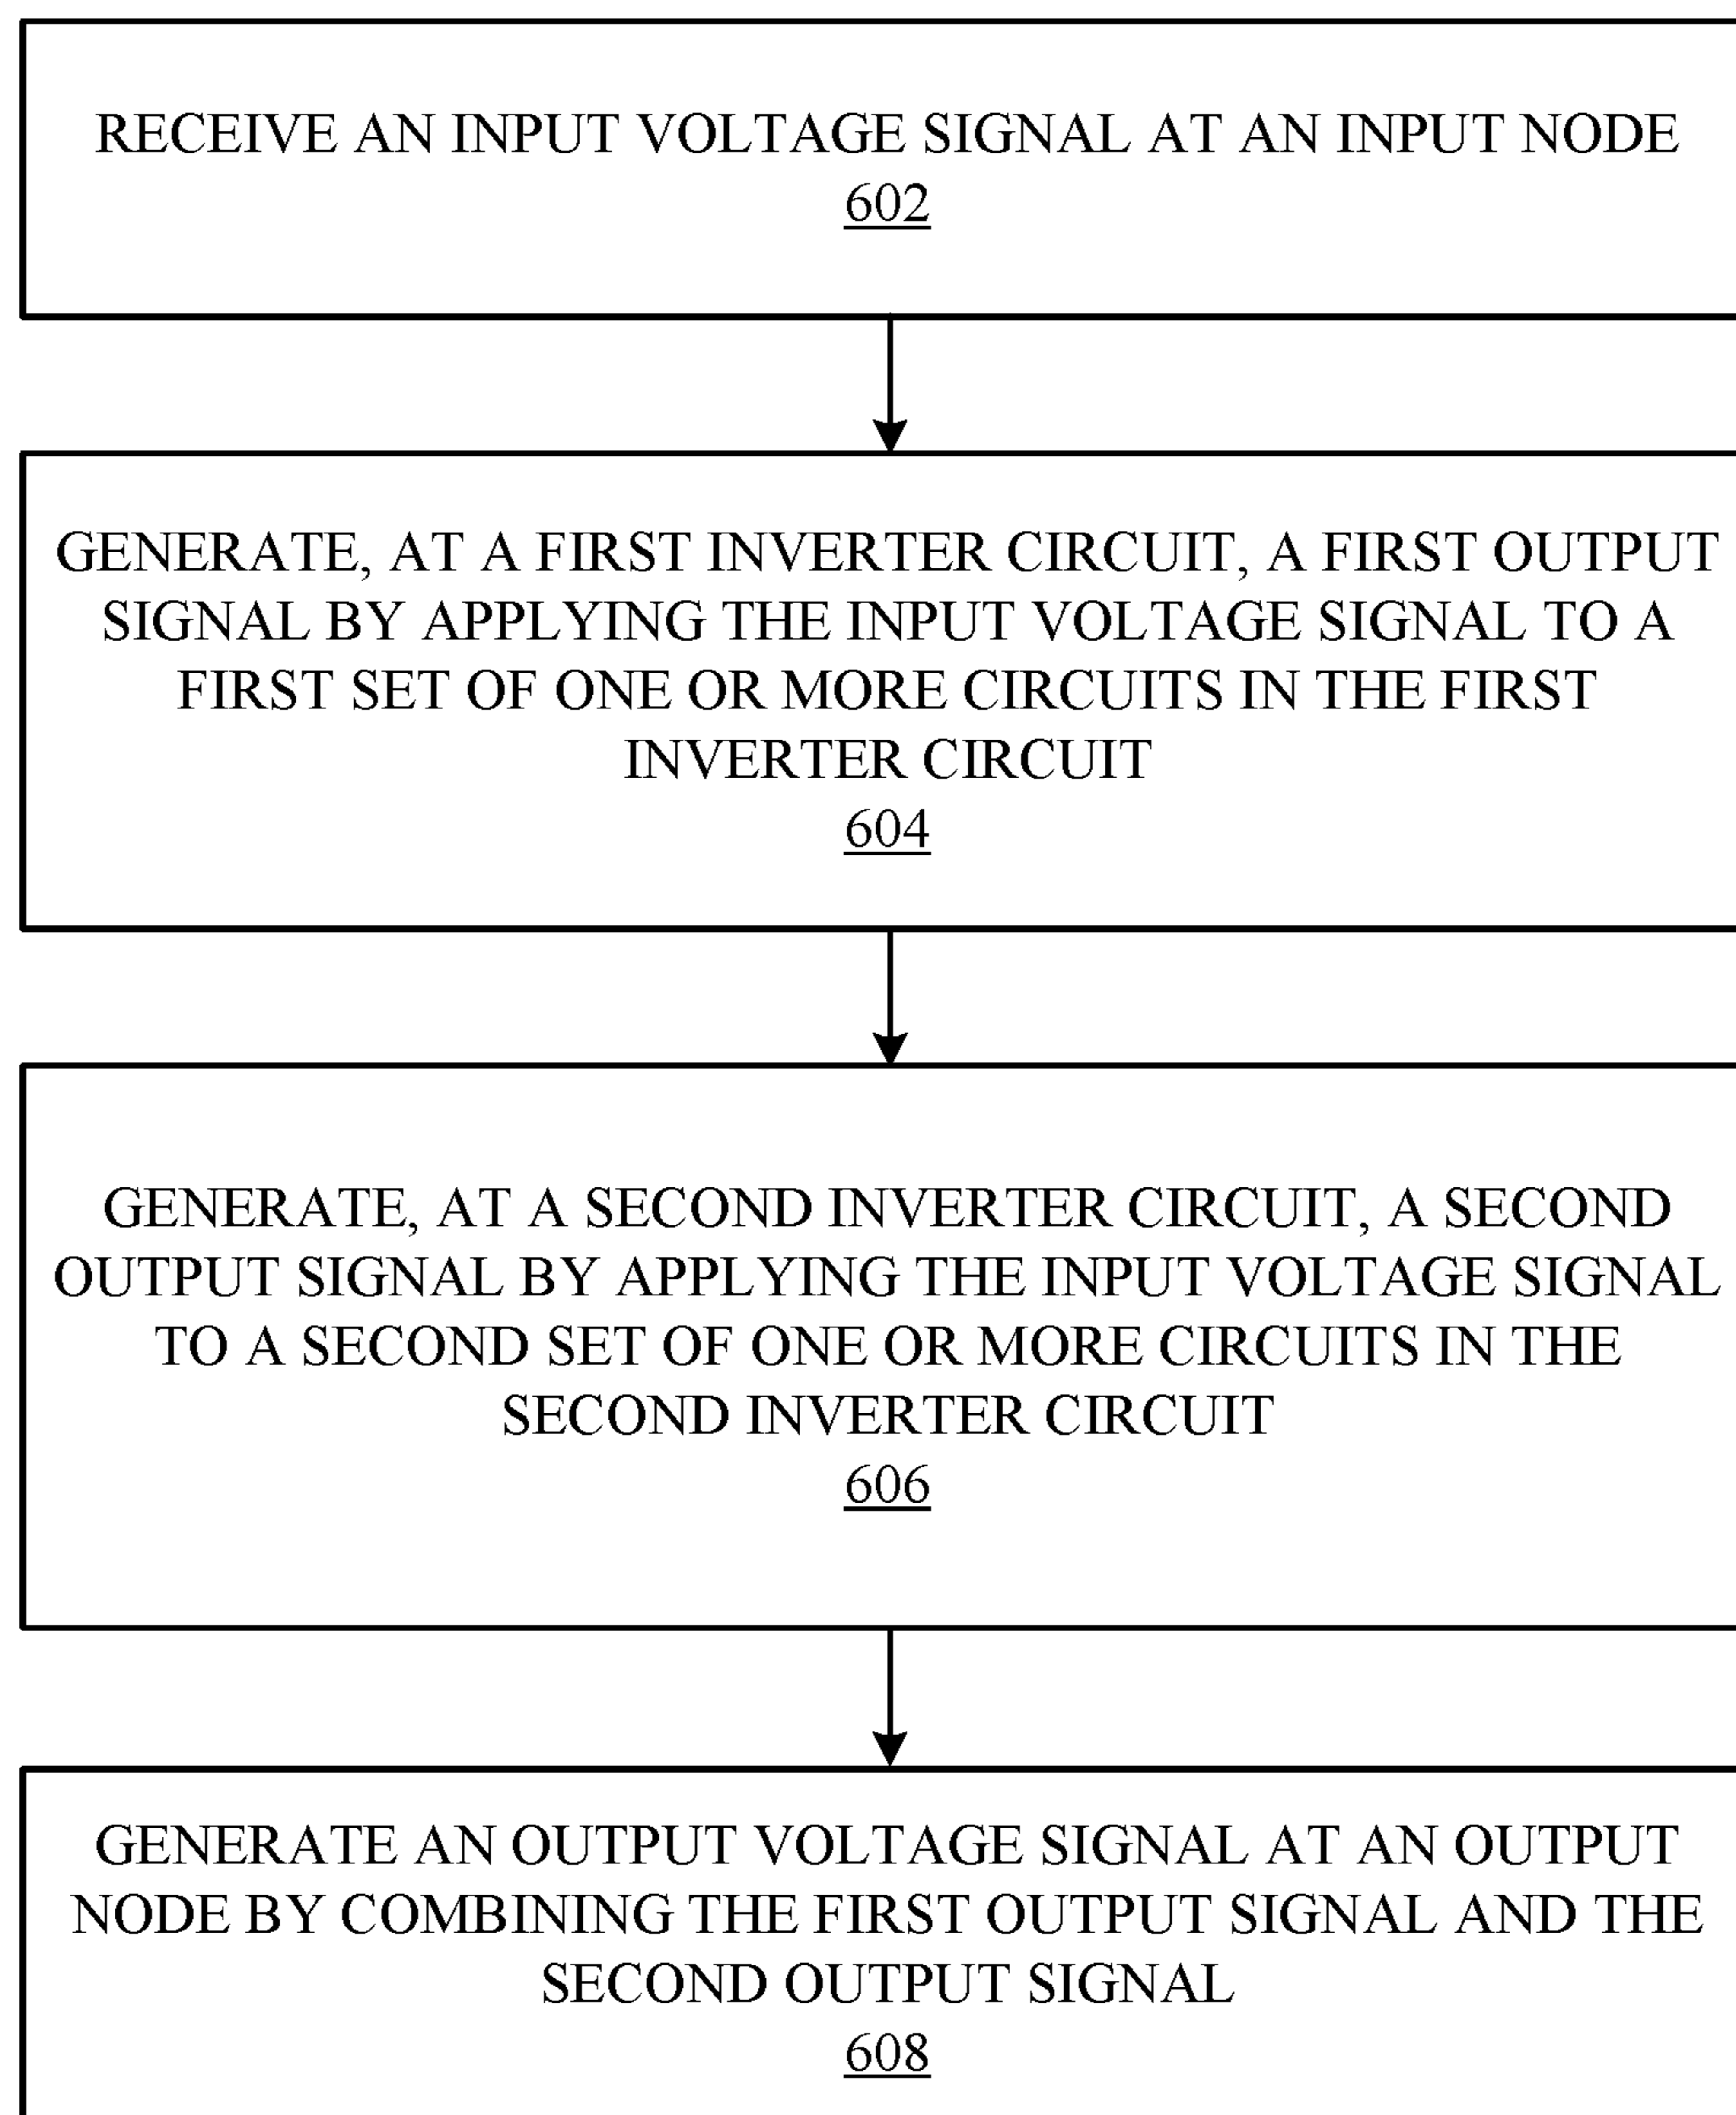 RECEIVE AN INPUT VOLTAGE SIGNAL AT AN INPUT NODE
602
GENERATE, AT A FIRST INVERTER CIRCUIT, A FIRST OUTPUT
SIGNAL BY APPLYING THE INPUT VOLTAGE SIGNAL TO A
FIRST SET OF ONE OR MORE CIRCUITS IN THE FIRST
INVERTER CIRCUIT
604
GENERATE, AT A SECOND INVERTER CIRCUIT, A SECOND
OUTPUT SIGNAL BY APPLYING THE INPUT VOLTAGE SIGNAL
TO A SECOND SET OF ONE OR MORE CIRCUITS IN THE
SECOND INVERTER CIRCUIT
606
GENERATE AN OUTPUT VOLTAGE SIGNAL AT AN OUTPUT
NODE BY COMBINING THE FIRST OUTPUT SIGNAL AND THE
SECOND OUTPUT SIGNAL
608